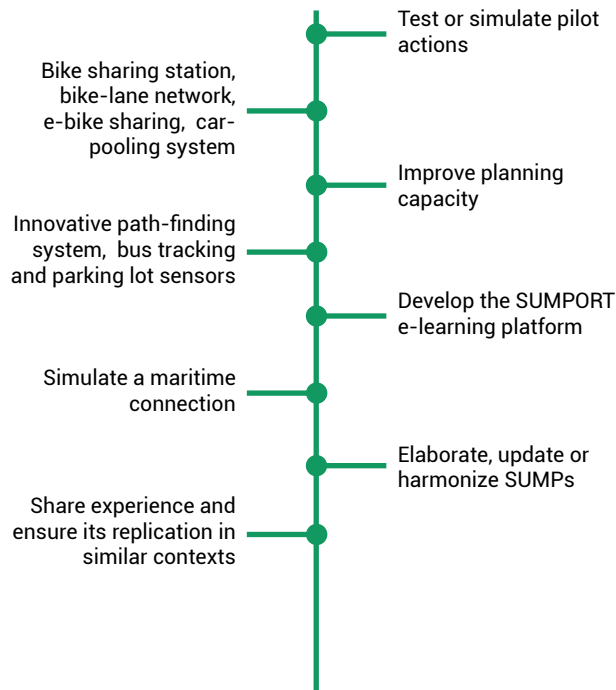 Test or simulate pilot
actions
Bike sharing station,
bike-lane network,
e-bike sharing, car-
pooling system
Improve planning
capacity
Innovative path-finding
system, bus tracking
and parking lot sensors
Develop the SUMPORT
e-learning platform
Simulate a maritime
connection
Elaborate, update or
harmonize SUMPs
Share experience and
ensure its replication in
similar contexts